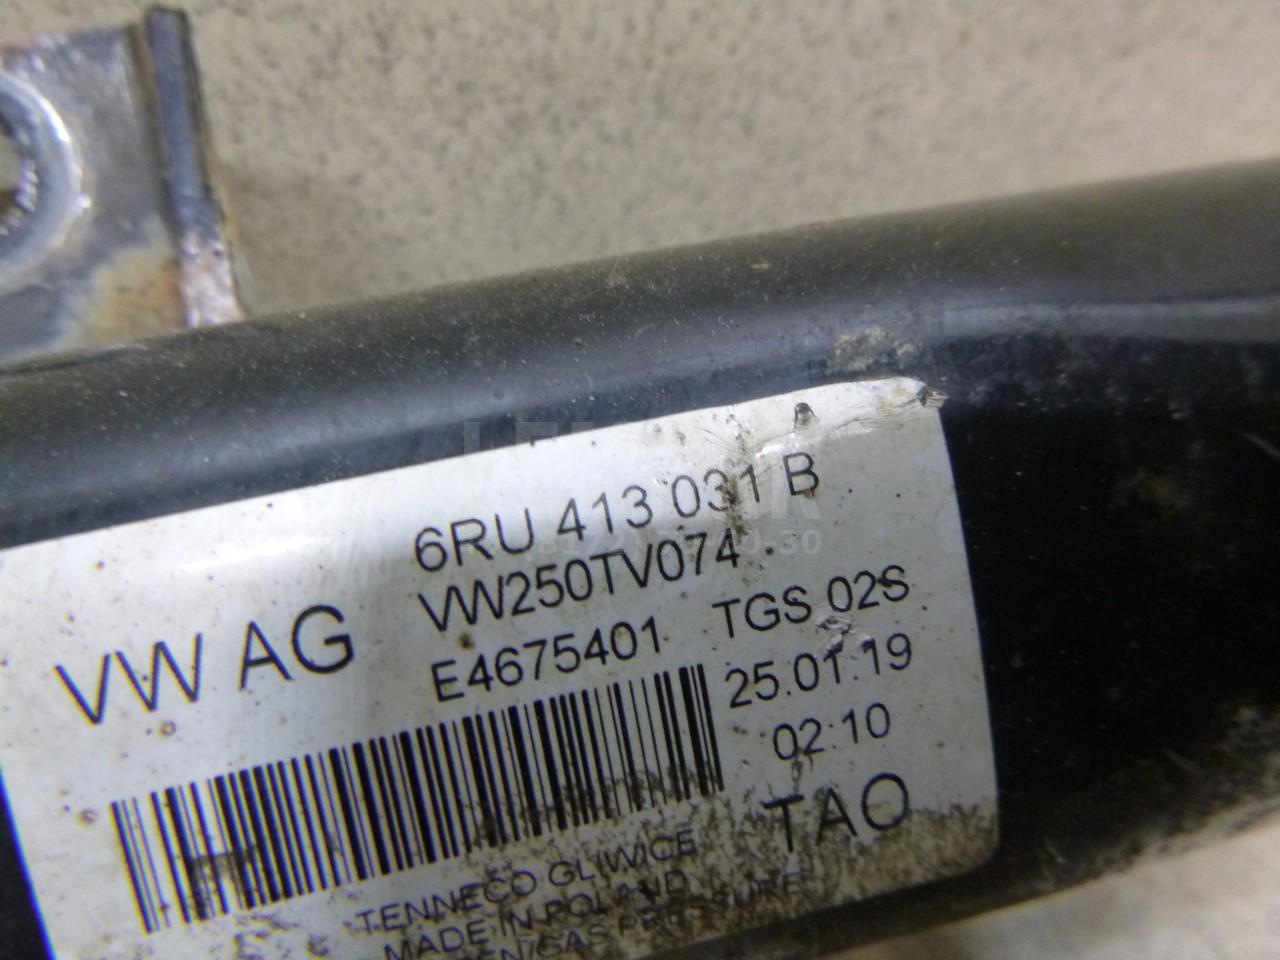 6RU 413 031 B
VW250TV074
VW AG
E4675401 TGS 02S
25.01.19
02:10
TAO
TENNECO GLIWICE
MADE IN POLAND
PRESSURE